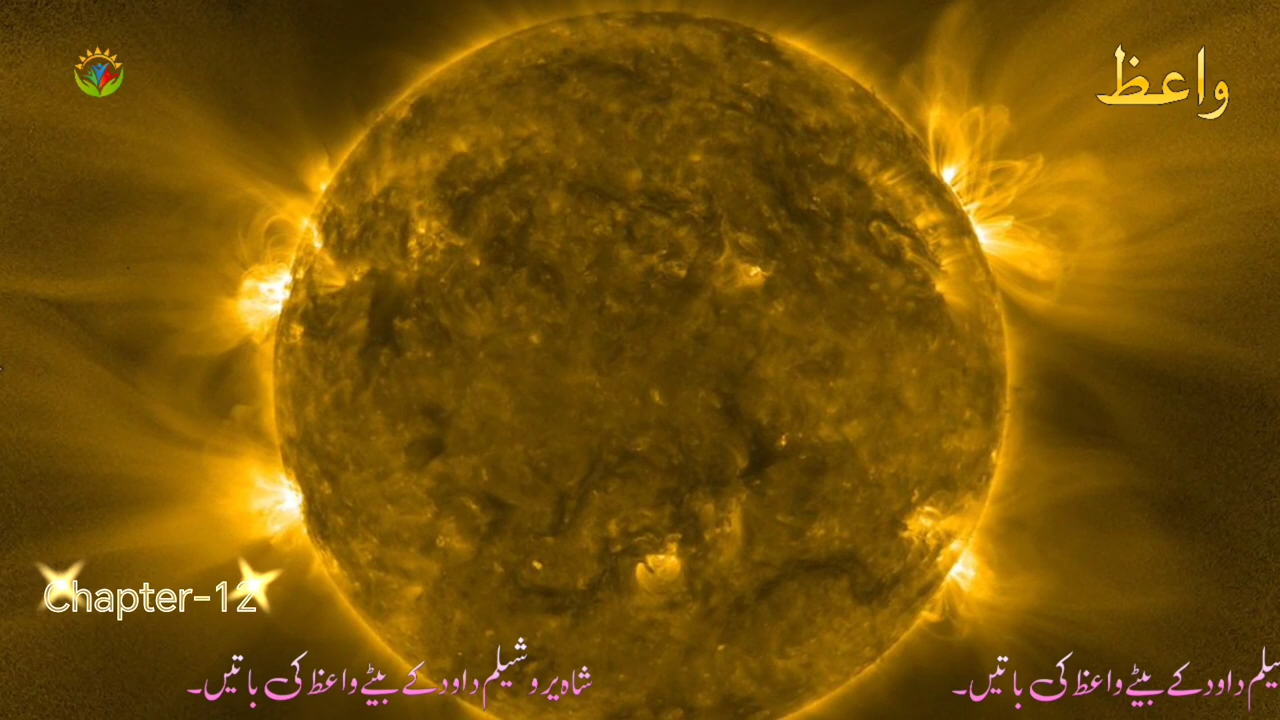 واعظ
Chapter-12
شاہ یروشیلم داود کے بیٹے واعظ کی باتیں۔
داود کے بیٹے واعظ کی باتیں۔